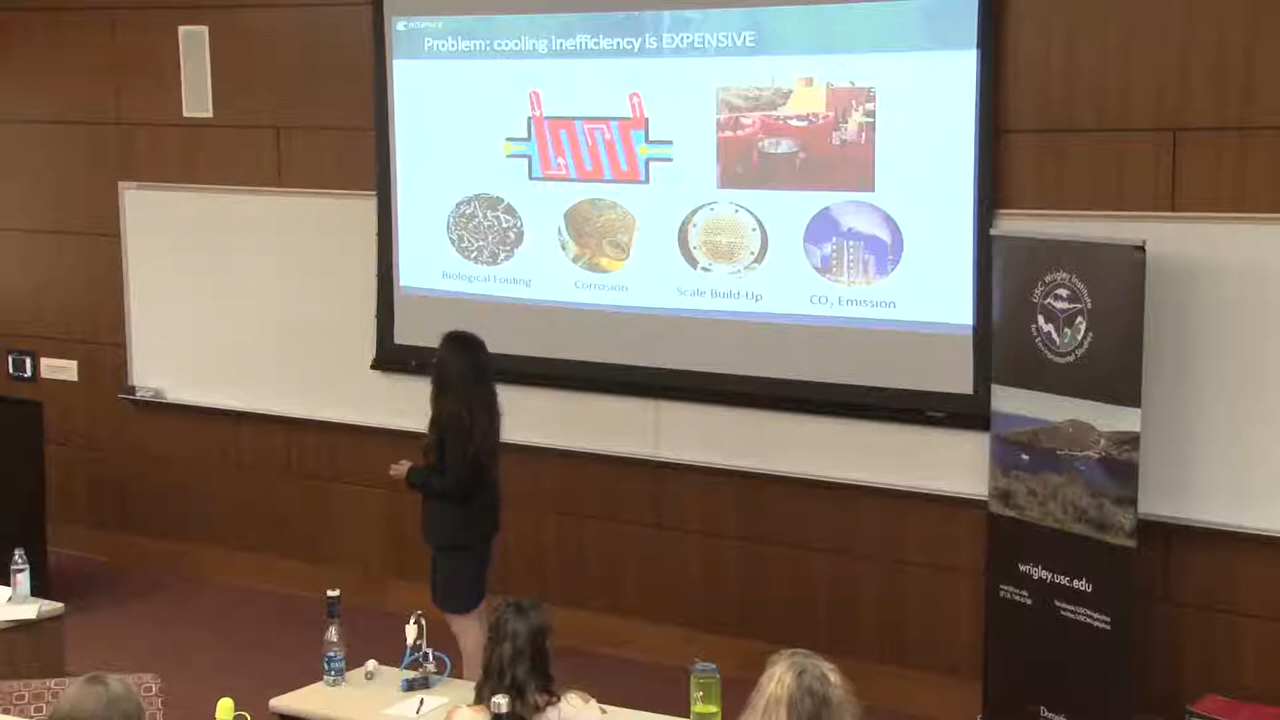 Problem: cooling inefficiency is EXPENSIVE
Biological Fouling
Corrosion
Scale Build-Up
CO₂ Emission
USC Wrigley Institute
for Environmental Studies
wrigley.usc.edu